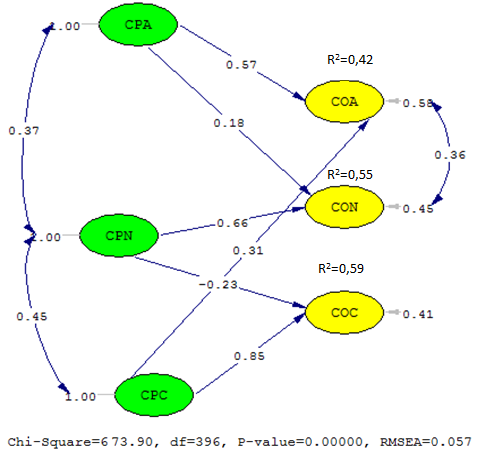 1.00
CPA
0.57
R²=0,42
COA
0.58
0.37
0.18
0.36
R²=0,55
CON
0.45
1.00
CPN
0.66
0.31
R²=0,59
-0.23
COC
0.41
0.45
0.85
1.00
CPC
Chi-Square=673.90, df=396, P-value=0.00000, RMSEA=0.057